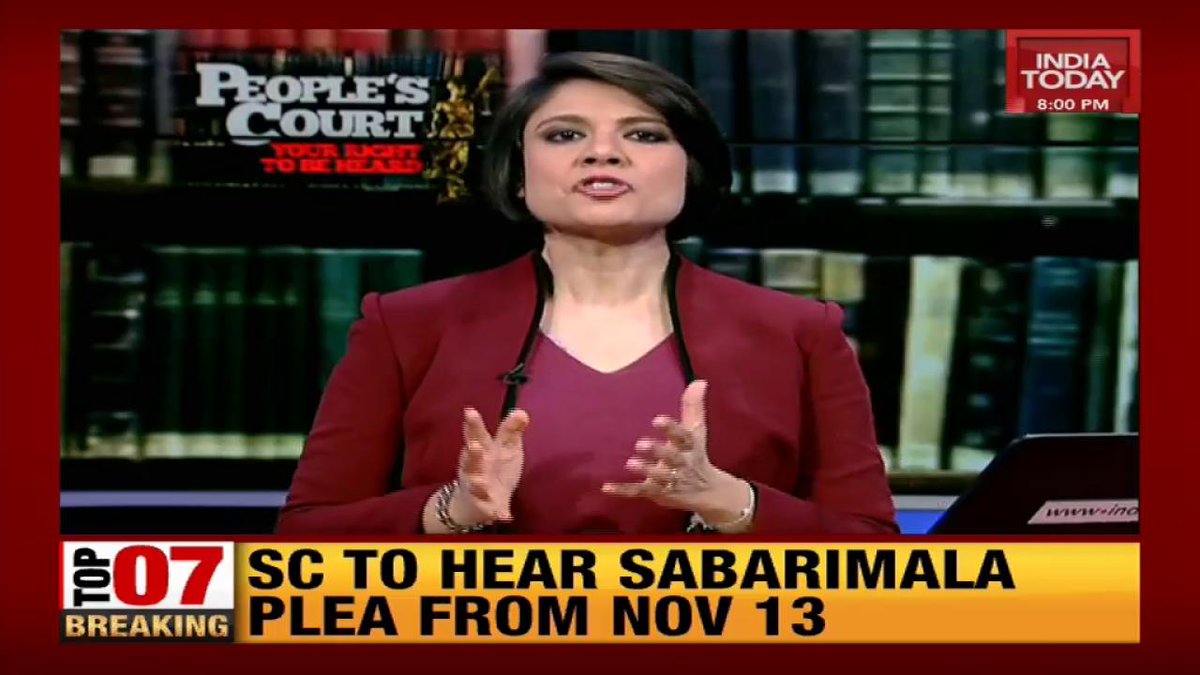 PEOPLE'S
COURT
YOUR RIGHT
TO BE HEARD
INDIA
TODAY
8:00 PM
www.ind
TOP 07
BREAKING
SC TO HEAR SABARIMALA
PLEA FROM NOV 13